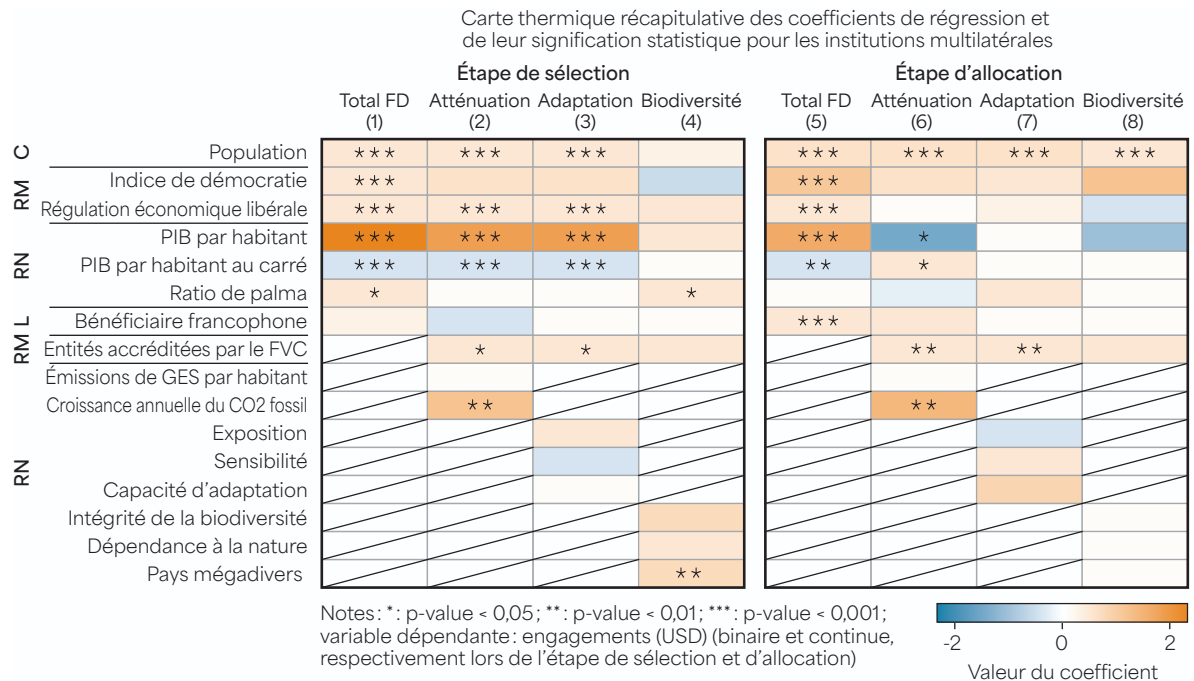 Carte thermique récapitulative des coefficients de régression et
de leur signification statistique pour les institutions multilatérales
Étape de sélection
Étape d'allocation
Total FD Atténuation Adaptation Biodiversité Total FD Atténuation Adaptation Biodiversité
(1) (2) (3) (4) (5) (6) (7) (8)
C
Population *** *** *** *** *** *** ***
RM
Indice de démocratie *** ***
Régulation économique libérale *** *** *** ***
RN
PIB par habitant *** *** *** *** *
PIB par habitant au carré *** *** *** ** *
Ratio de palma * *
L
Bénéficiaire francophone ***
RM
Entités accréditées par le FVC * * ** **
RN
Émissions de GES par habitant
Croissance annuelle du CO2 fossil ** **
Exposition
Sensibilité
Capacité d'adaptation
Intégrité de la biodiversité
Dépendance à la nature
Pays mégadivers **
Notes : * : p-value < 0,05 ; ** : p-value < 0,01 ; *** : p-value < 0,001 ;
variable dépendante : engagements (USD) (binaire et continue,
respectivement lors de l'étape de sélection et d'allocation)
-2 0 2
Valeur du coefficient